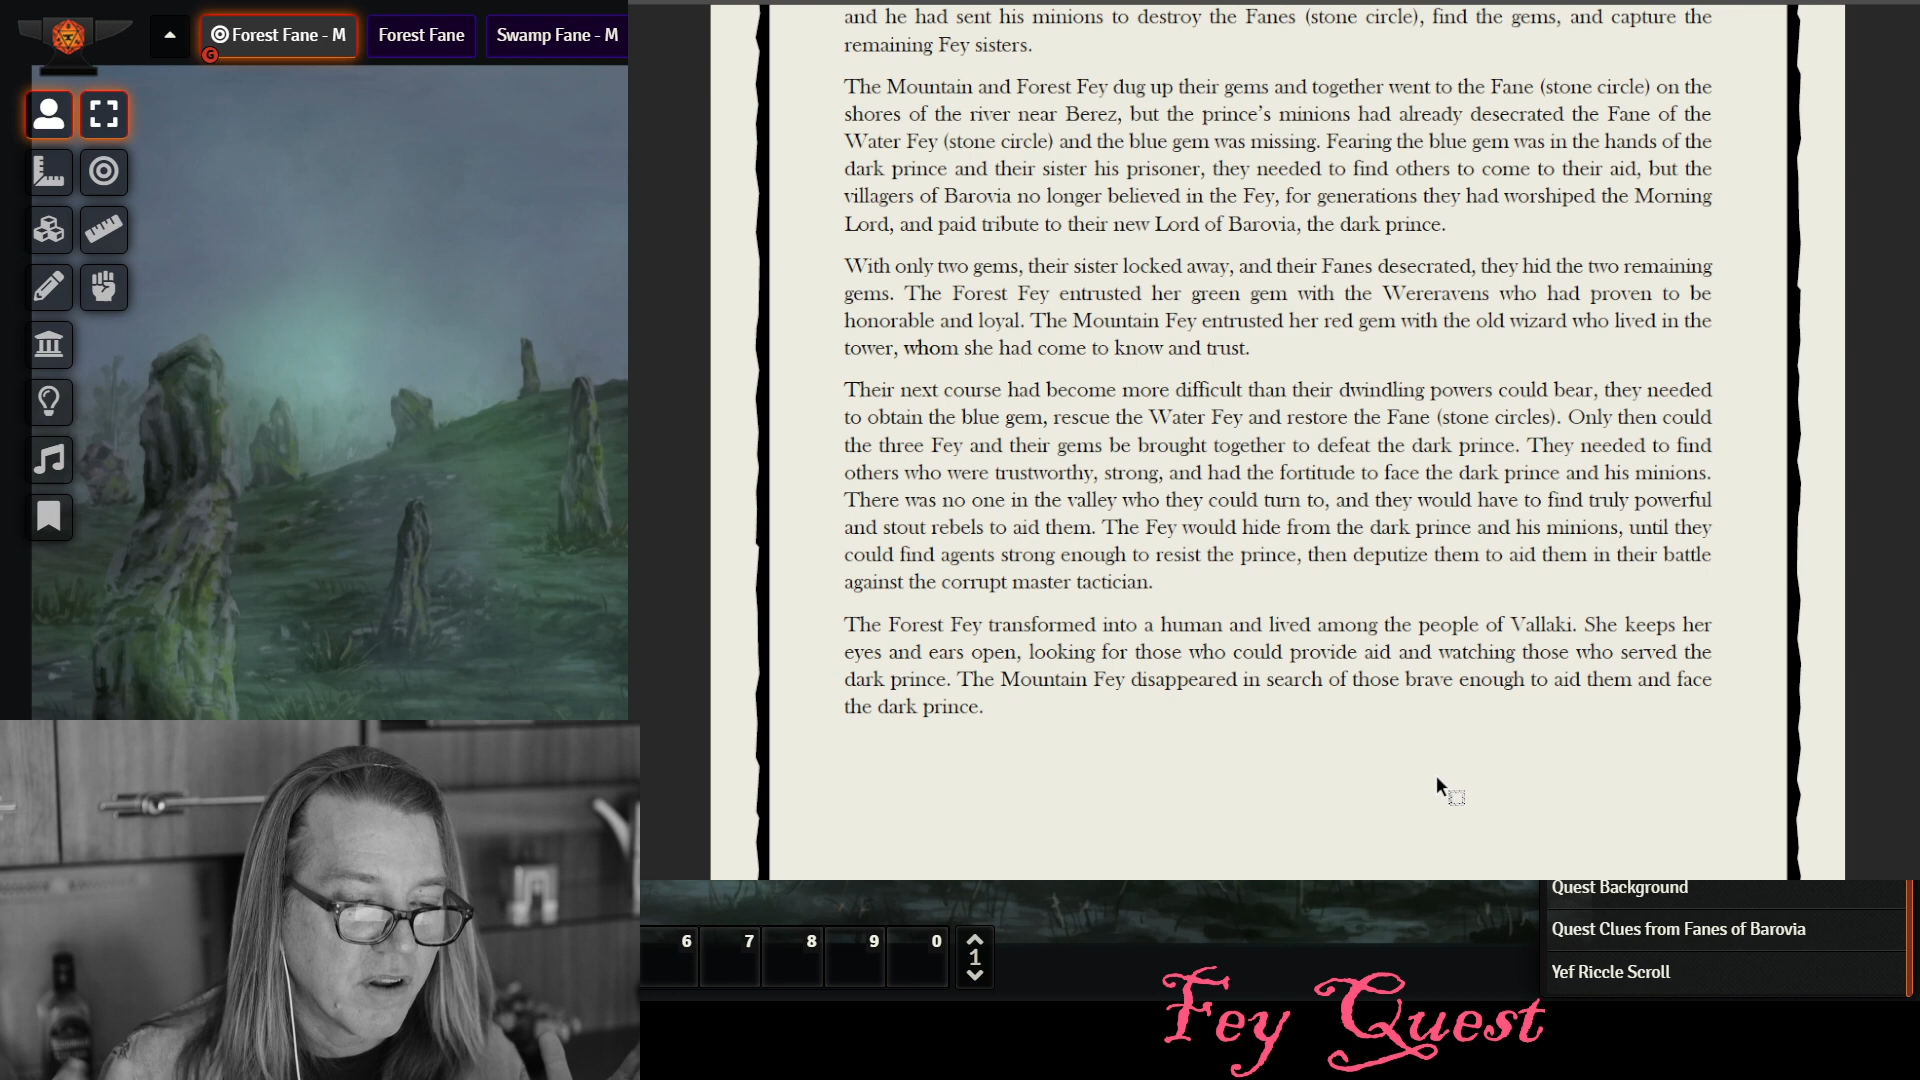 Forest Fane - M
G
Forest Fane
Swamp Fane - M
and he had sent his minions to destroy the Fanes (stone circle), find the gems, and capture the
remaining Fey sisters.
The Mountain and Forest Fey dug up their gems and together went to the Fane (stone circle) on the
shores of the river near Berez, but the prince’s minions had already desecrated the Fane of the
Water Fey (stone circle) and the blue gem was missing. Fearing the blue gem was in the hands of the
dark prince and their sister his prisoner, they needed to find others to come to their aid, but the
villagers of Barovia no longer believed in the Fey, for generations they had worshiped the Morning
Lord, and paid tribute to their new Lord of Barovia, the dark prince.
With only two gems, their sister locked away, and their Fanes desecrated, they hid the two remaining
gems. The Forest Fey entrusted her green gem with the Wereravens who had proven to be
honorable and loyal. The Mountain Fey entrusted her red gem with the old wizard who lived in the
tower, whom she had come to know and trust.
Their next course had become more difficult than their dwindling powers could bear, they needed
to obtain the blue gem, rescue the Water Fey and restore the Fane (stone circles). Only then could
the three Fey and their gems be brought together to defeat the dark prince. They needed to find
others who were trustworthy, strong, and had the fortitude to face the dark prince and his minions.
There was no one in the valley who they could turn to, and they would have to find truly powerful
and stout rebels to aid them. The Fey would hide from the dark prince and his minions, until they
could find agents strong enough to resist the prince, then deputize them to aid them in their battle
against the corrupt master tactician.
The Forest Fey transformed into a human and lived among the people of Vallaki. She keeps her
eyes and ears open, looking for those who could provide aid and watching those who served the
dark prince. The Mountain Fey disappeared in search of those brave enough to aid them and face
the dark prince.
Quest Background
Quest Clues from Fanes of Barovia
Yef Riccle Scroll
6 7 8 9 0
1
Fey Quest